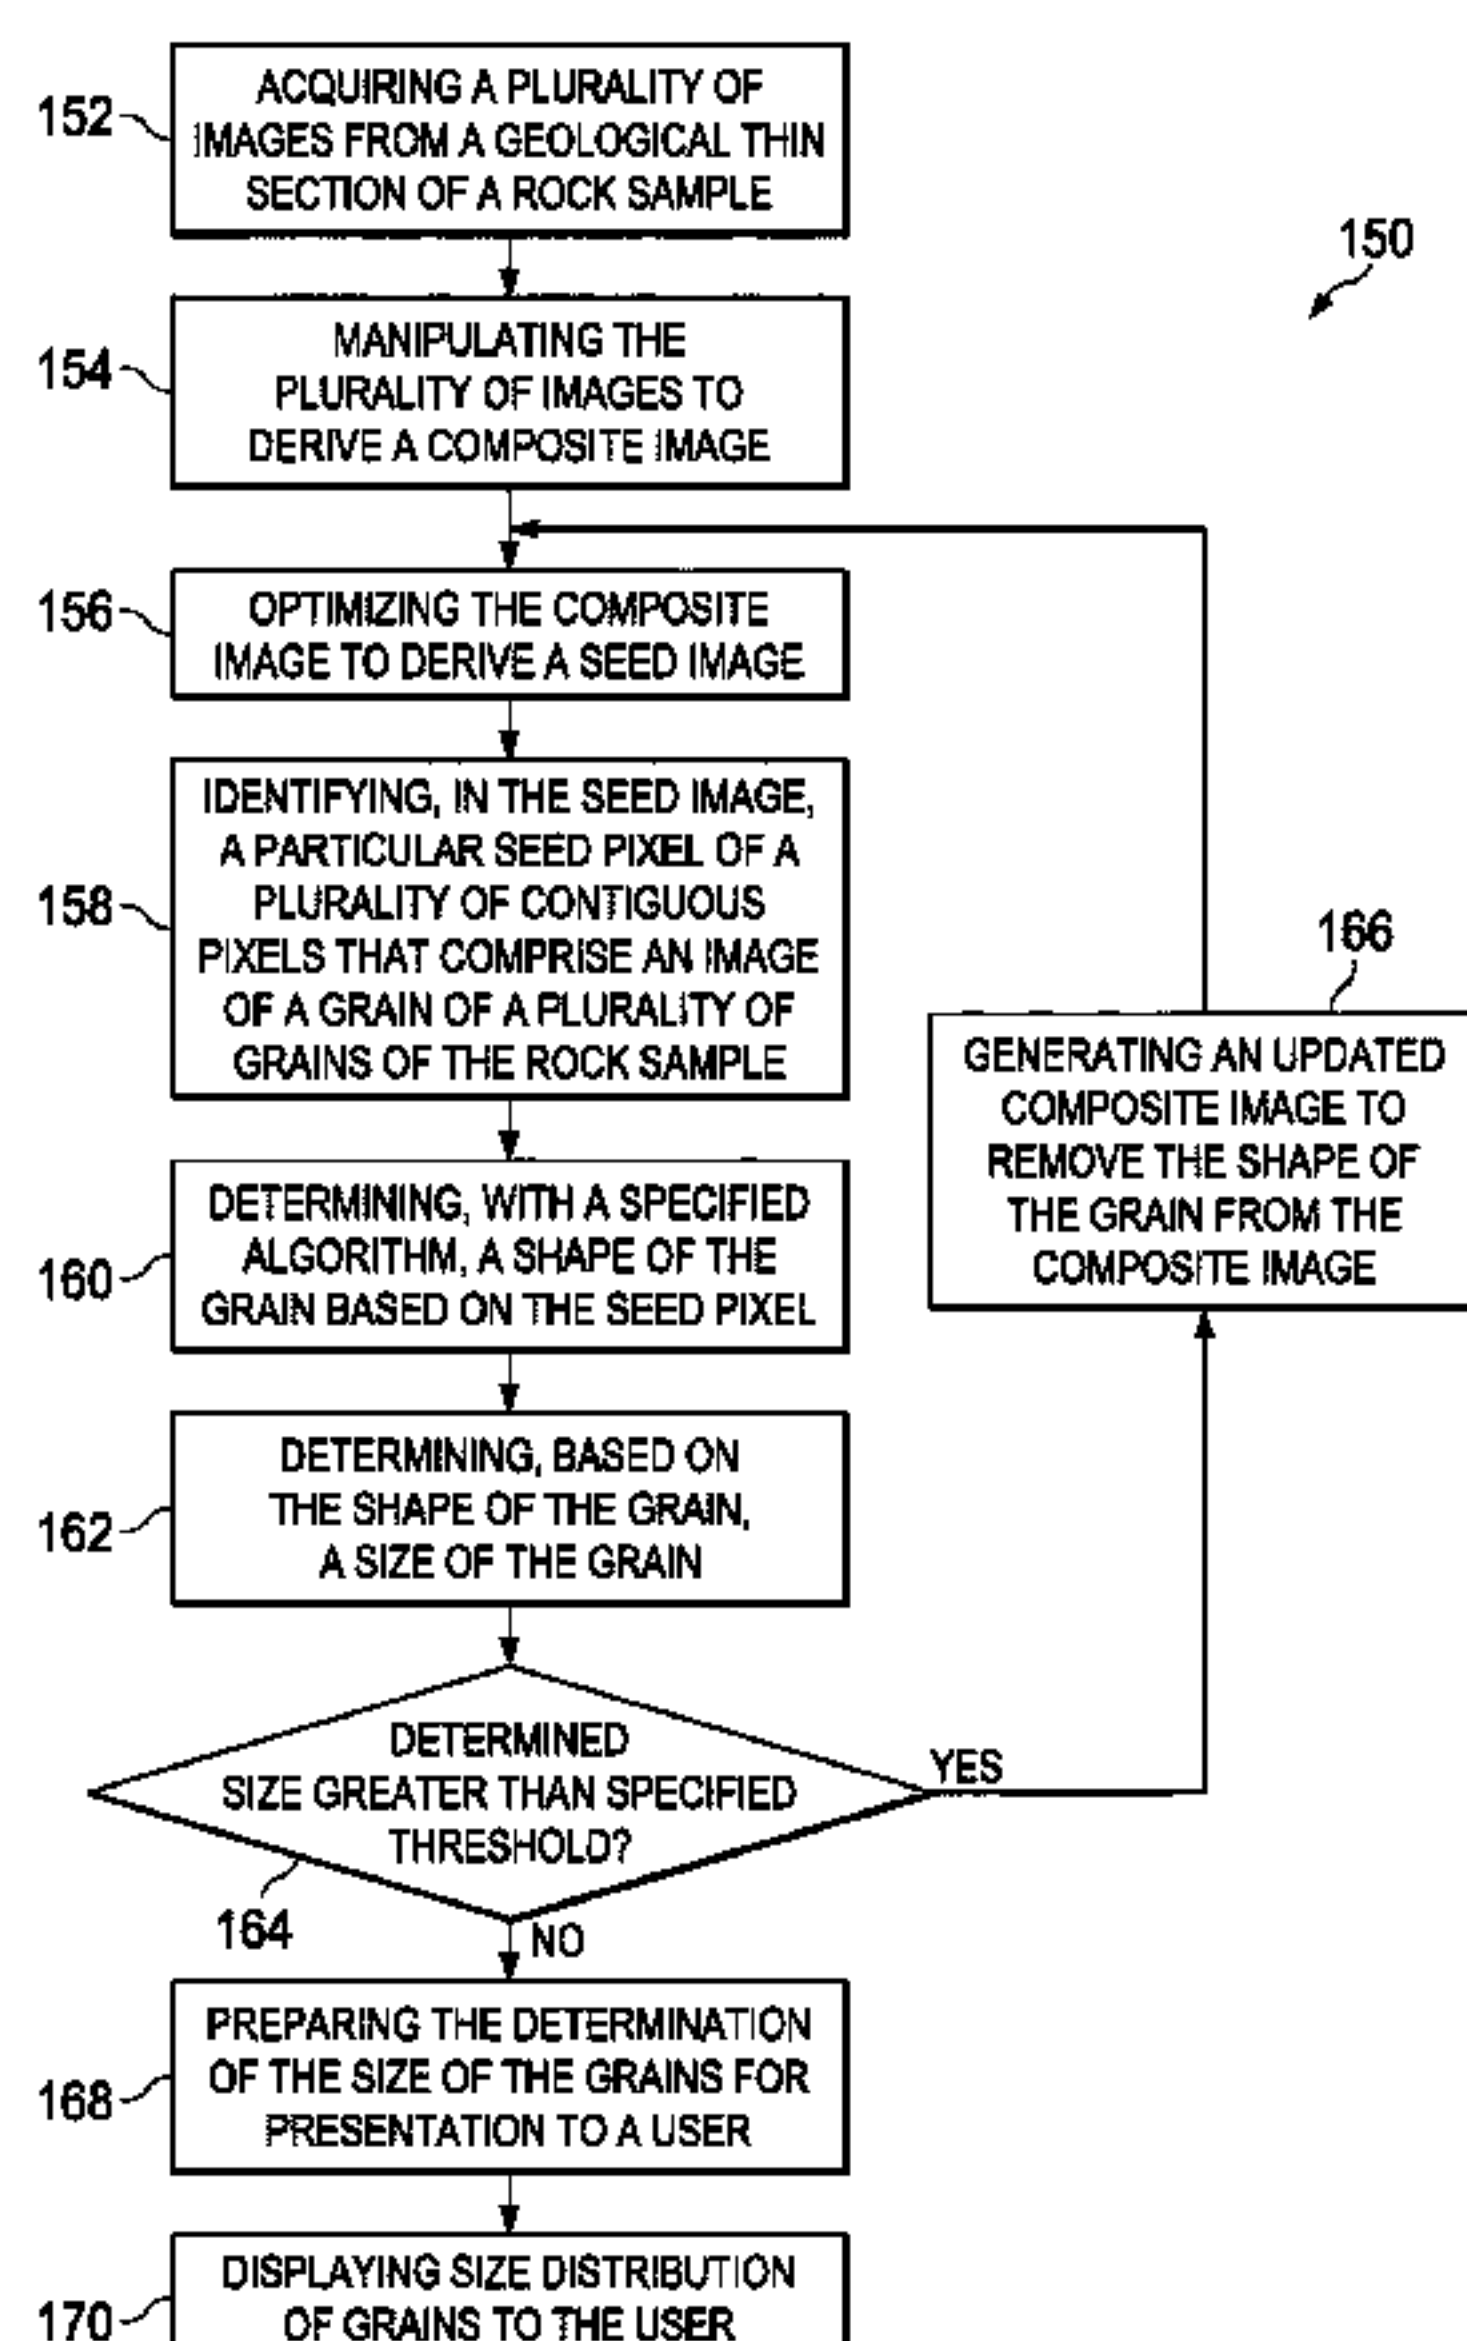 152
ACQUIRING A PLURALITY OF
IMAGES FROM A GEOLOGICAL THIN
SECTION OF A ROCK SAMPLE
150
154
MANIPULATING THE
PLURALITY OF IMAGES TO
DERIVE A COMPOSITE IMAGE
156
OPTIMIZING THE COMPOSITE
IMAGE TO DERIVE A SEED IMAGE
158
IDENTIFYING, IN THE SEED IMAGE,
A PARTICULAR SEED PIXEL OF A
PLURALITY OF CONTIGUOUS
PIXELS THAT COMPRISE AN IMAGE
OF A GRAIN OF A PLURALITY OF
GRAINS OF THE ROCK SAMPLE
166
GENERATING AN UPDATED
COMPOSITE IMAGE TO
REMOVE THE SHAPE OF
THE GRAIN FROM THE
COMPOSITE IMAGE
160
DETERMINING, WITH A SPECIFIED
ALGORITHM, A SHAPE OF THE
GRAIN BASED ON THE SEED PIXEL
162
DETERMINING, BASED ON
THE SHAPE OF THE GRAIN,
A SIZE OF THE GRAIN
DETERMINED
SIZE GREATER THAN SPECIFIED
THRESHOLD?
YES
164
NO
168
PREPARING THE DETERMINATION
OF THE SIZE OF THE GRAINS FOR
PRESENTATION TO A USER
170
DISPLAYING SIZE DISTRIBUTION
OF GRAINS TO THE USER